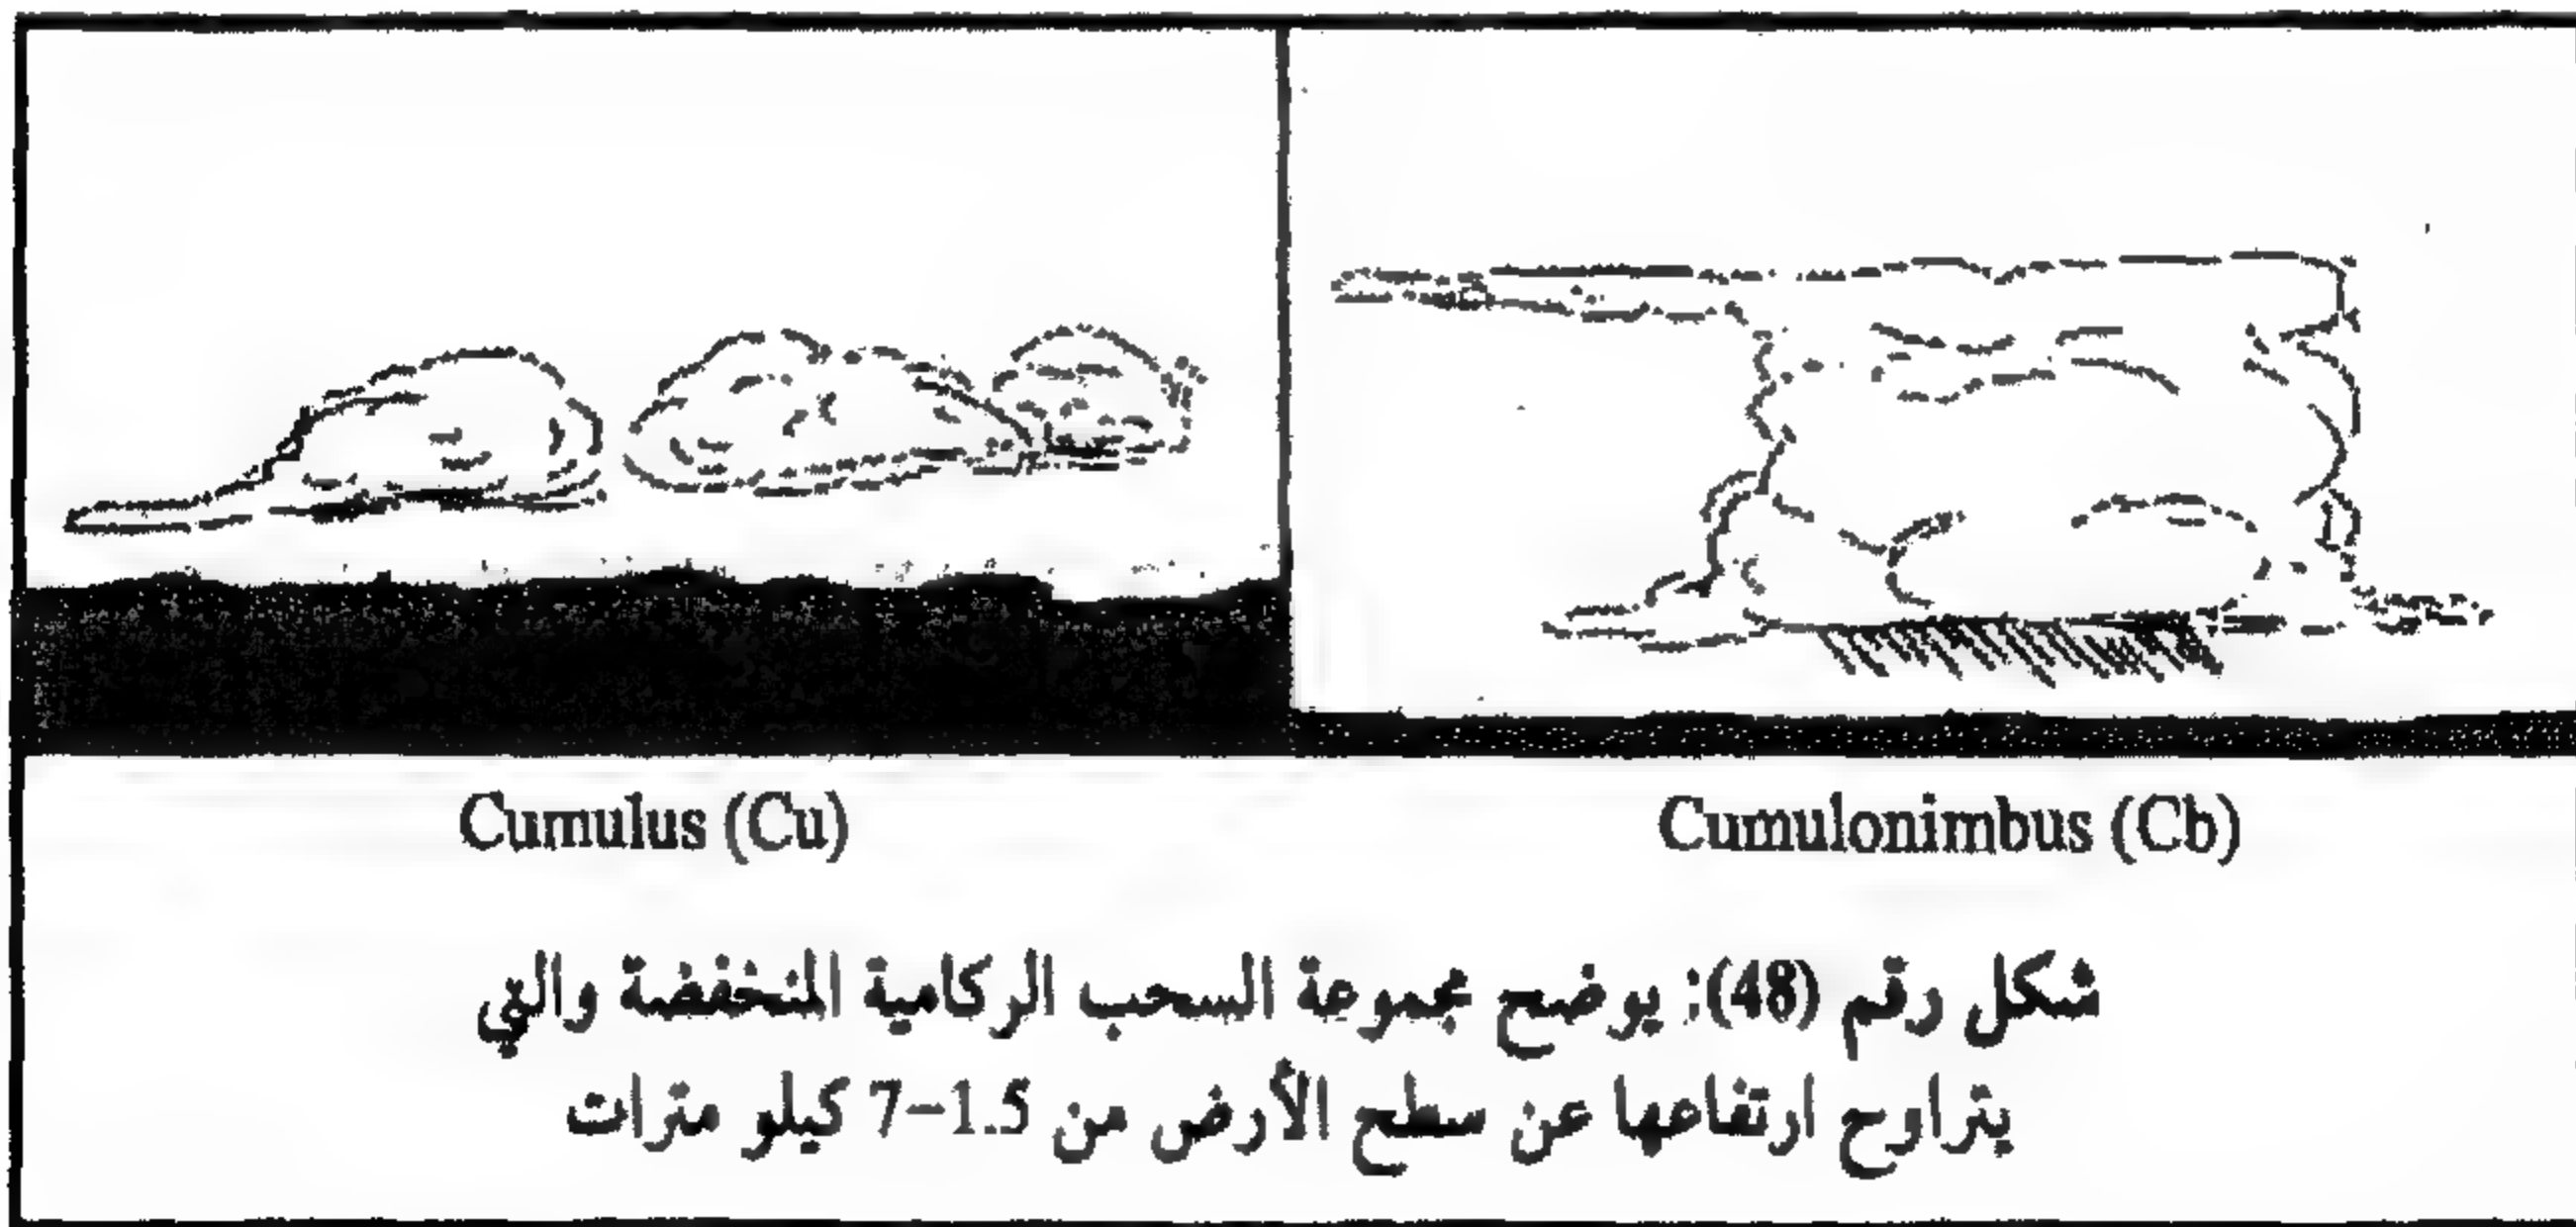 Cumulus (Cu)
Cumulonimbus (Cb)
شكل رقم (48): يوضح مجموعة السحب الركامية المنخفضة والتي
يتراوح ارتفاعها عن سطح الأرض من 1.5–7 كيلو مترات